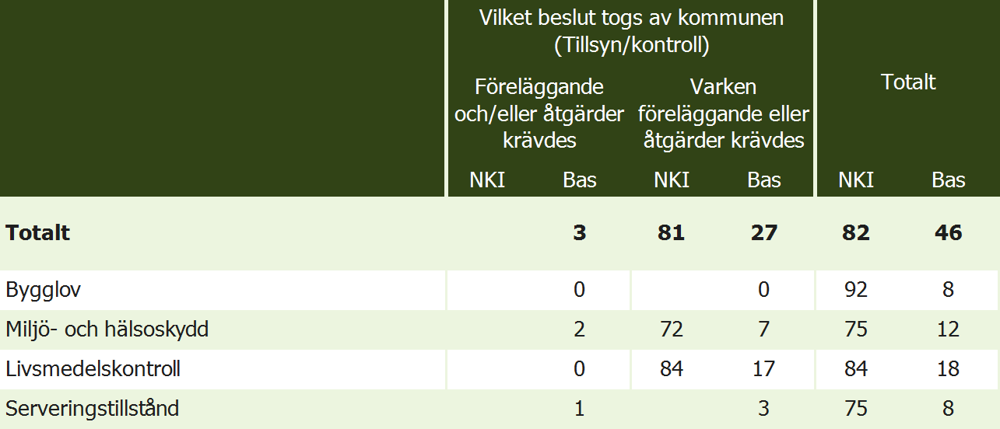 Vilket beslut togs av kommunen
(Tillsyn/kontroll)
Totalt
Föreläggande
och/eller åtgärder
krävdes
Varken
föreläggande eller
åtgärder krävdes
NKI Bas NKI Bas NKI Bas
Totalt 3 81 27 82 46
Bygglov 0 0 92 8
Miljö- och hälsoskydd 2 72 7 75 12
Livsmedelskontroll 0 84 17 84 18
Serveringstillstånd 1 3 75 8